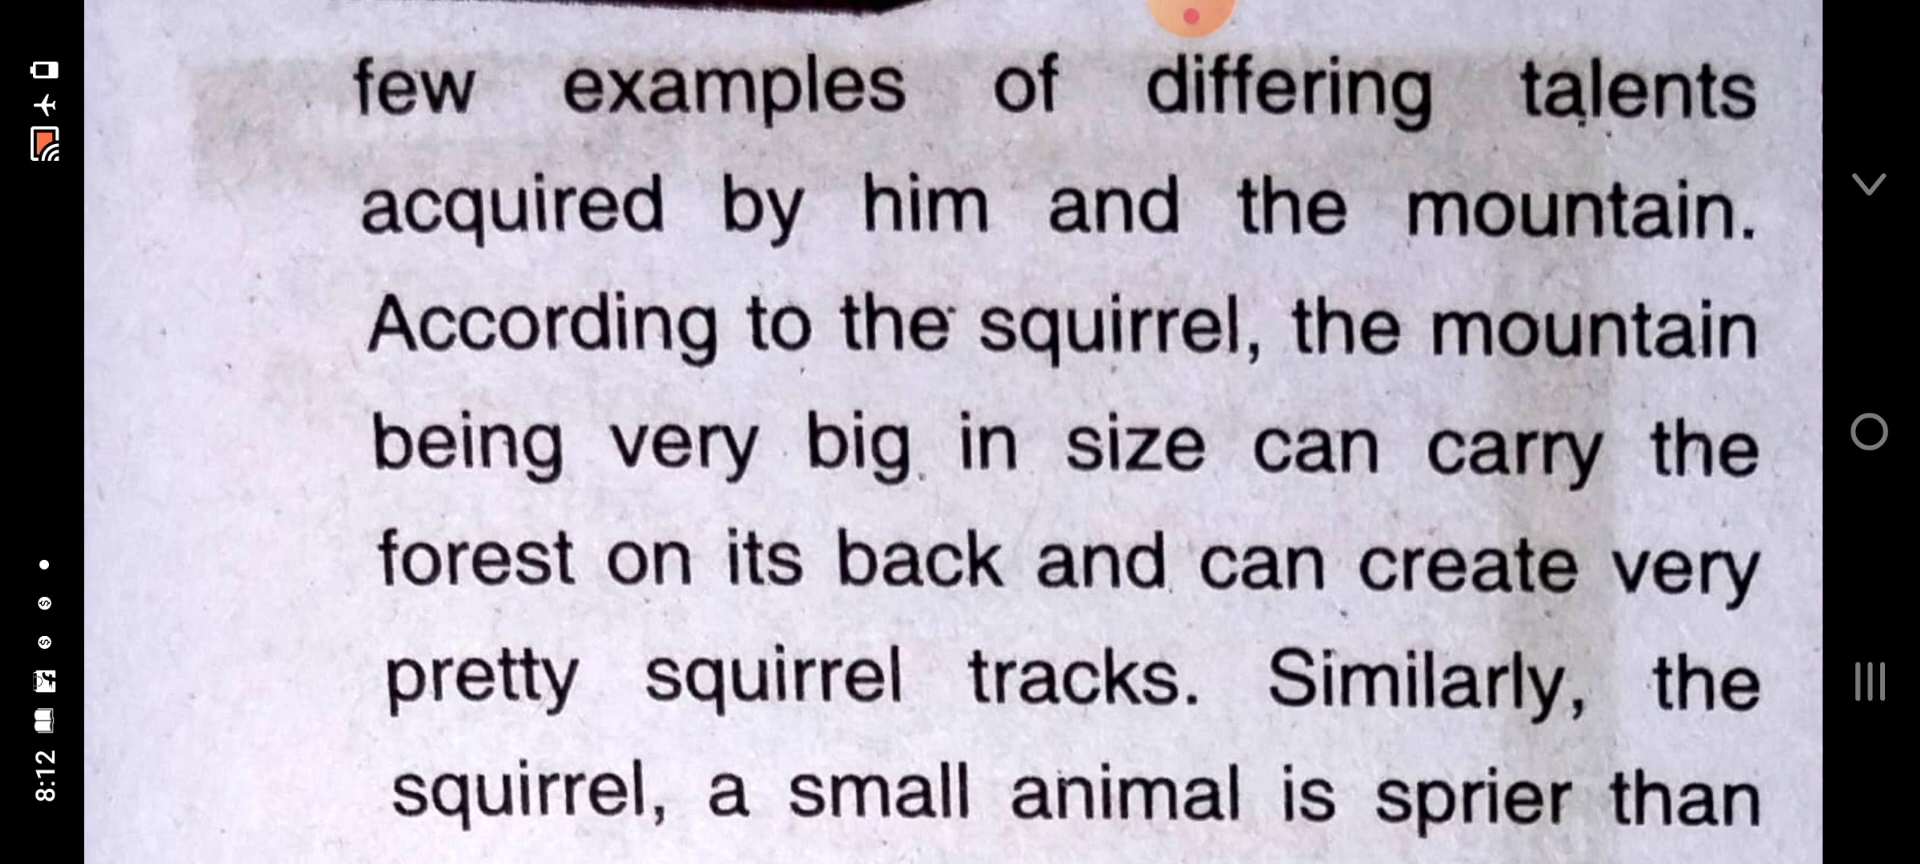 few examples of differing talents
acquired by him and the mountain.
According to the squirrel, the mountain
being very big in size can carry the
forest on its back and can create very
pretty squirrel tracks. Similarly, the
squirrel, a small animal is sprier than
8:12